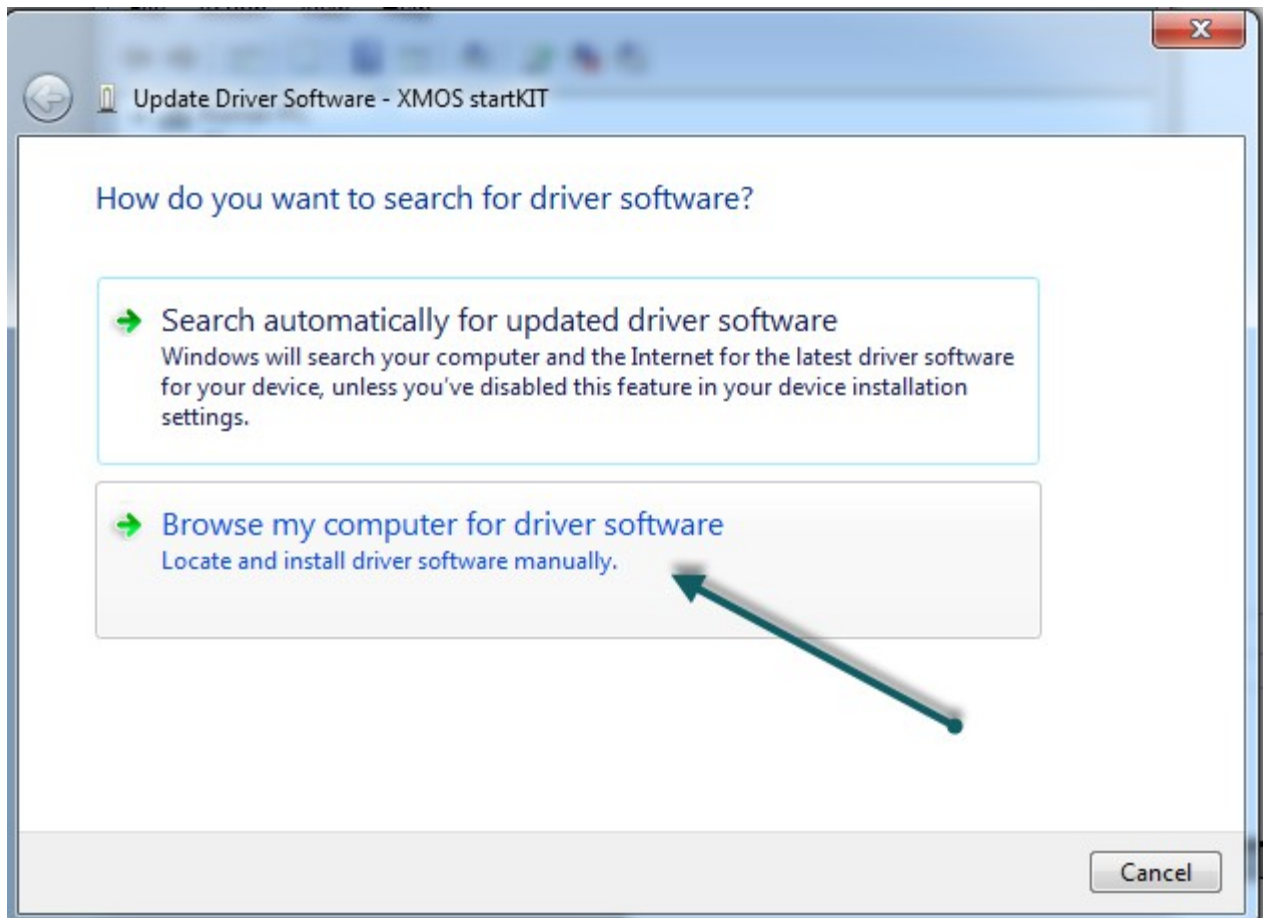 Update Driver Software - XMOS startKIT
How do you want to search for driver software?
Search automatically for updated driver software
Windows will search your computer and the Internet for the latest driver software
for your device, unless you've disabled this feature in your device installation
settings.
Browse my computer for driver software
Locate and install driver software manually.
Cancel